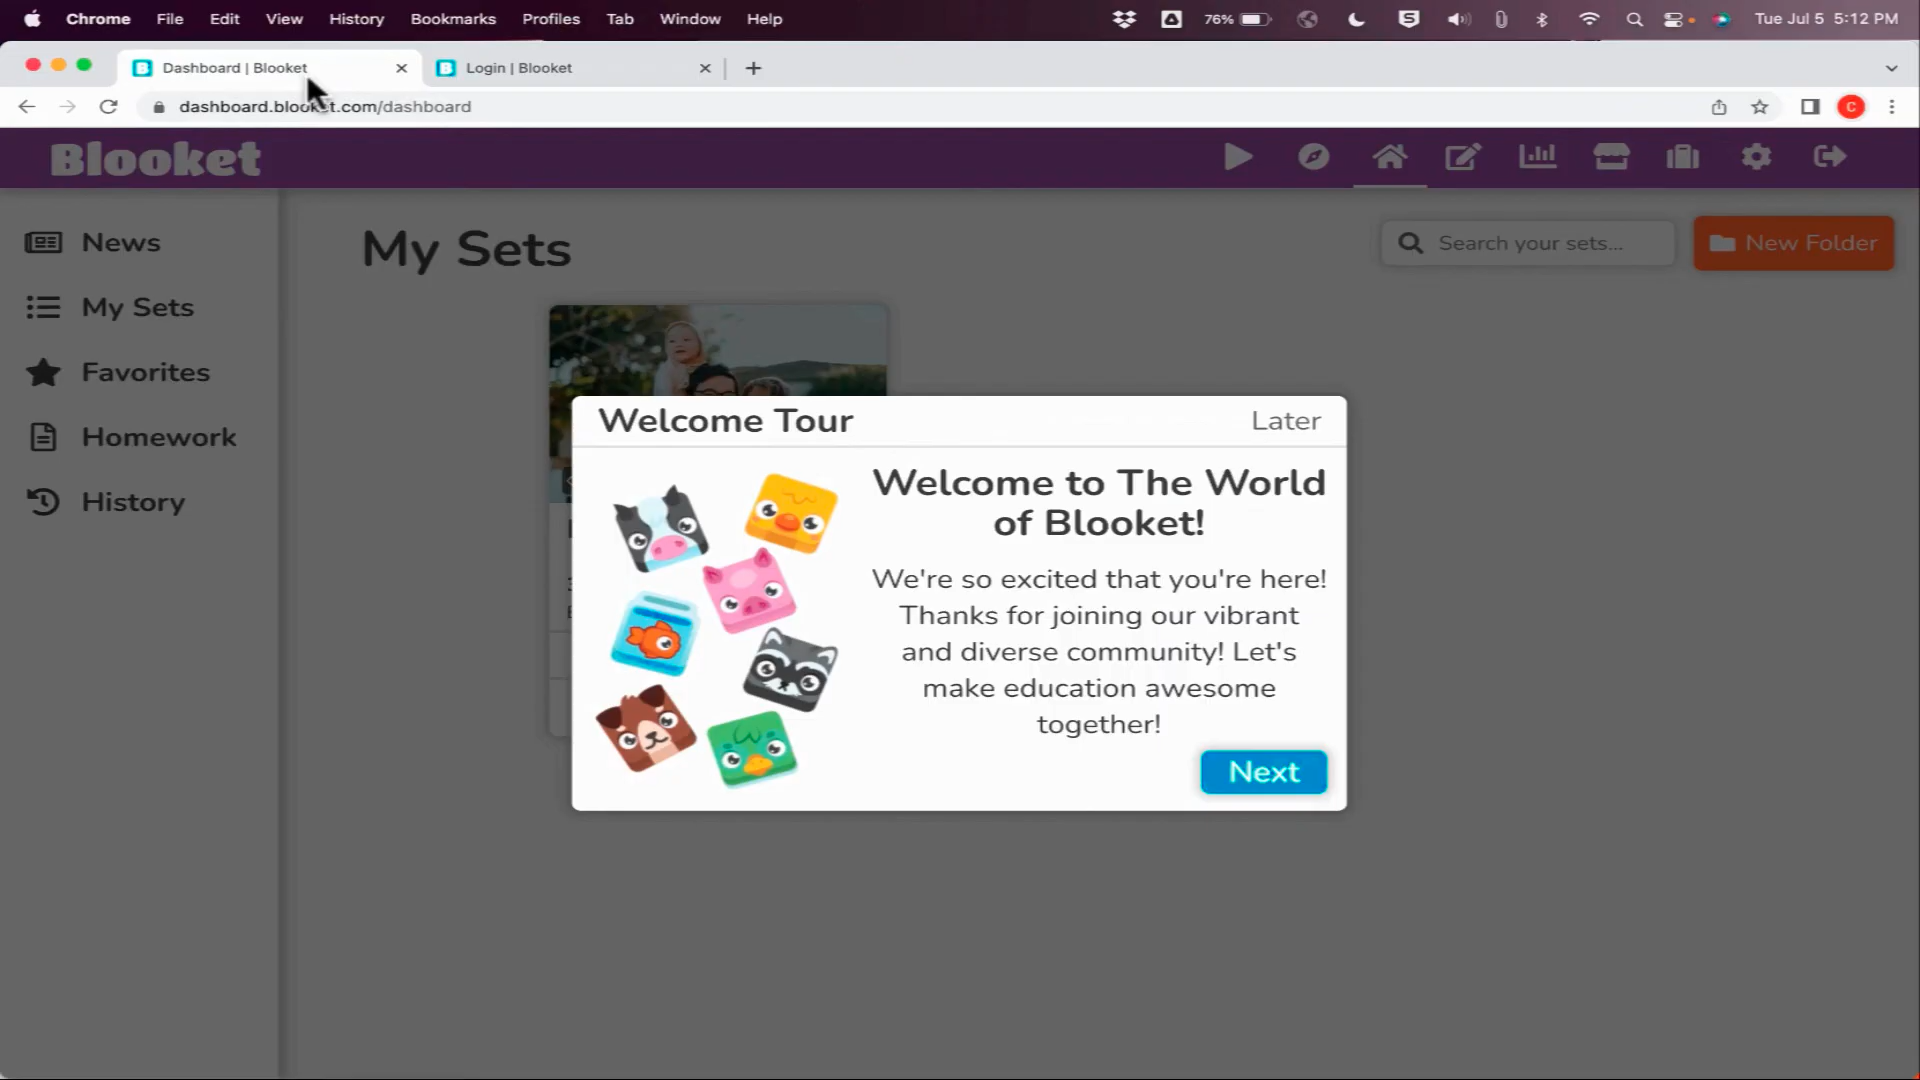 Chrome File Edit View History Bookmarks Profiles Tab Window Help 76% Tue Jul 5 5:12 PM
Dashboard | Blooket Login | Blooket
dashboard.blooket.com/dashboard C
Blooket
News
My Sets
Favorites
Homework
History
My Sets
Search your sets...
New Folder
Welcome Tour
Later
Welcome to The World
of Blooket!
We're so excited that you're here!
Thanks for joining our vibrant
and diverse community! Let's
make education awesome
together!
Next